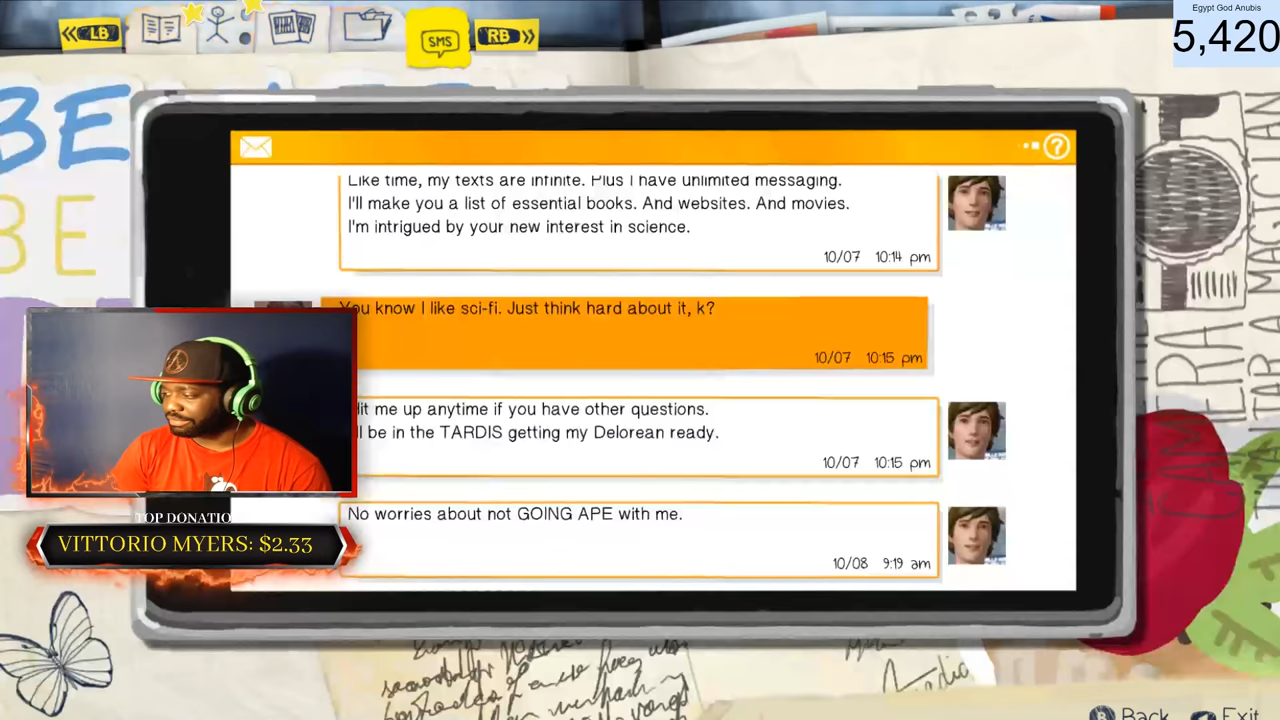 Egypt God Anubis
5,420
LB
SMS
RB
BE
BE
?
Like time, my texts are infinite. Plus I have unlimited messaging.
I'll make you a list of essential books. And websites. And movies.
I'm intrigued by your new interest in science.
10/07 10:14 pm
You know I like sci-fi. Just think hard about it, k?
10/07 10:15 pm
Hit me up anytime if you have other questions.
I'll be in the TARDIS getting my Delorean ready.
10/07 10:15 pm
No worries about not GOING APE with me.
10/08 9:19 am
TOP DONATIO
VITTORIO MYERS: $2.33
B Back
Exit